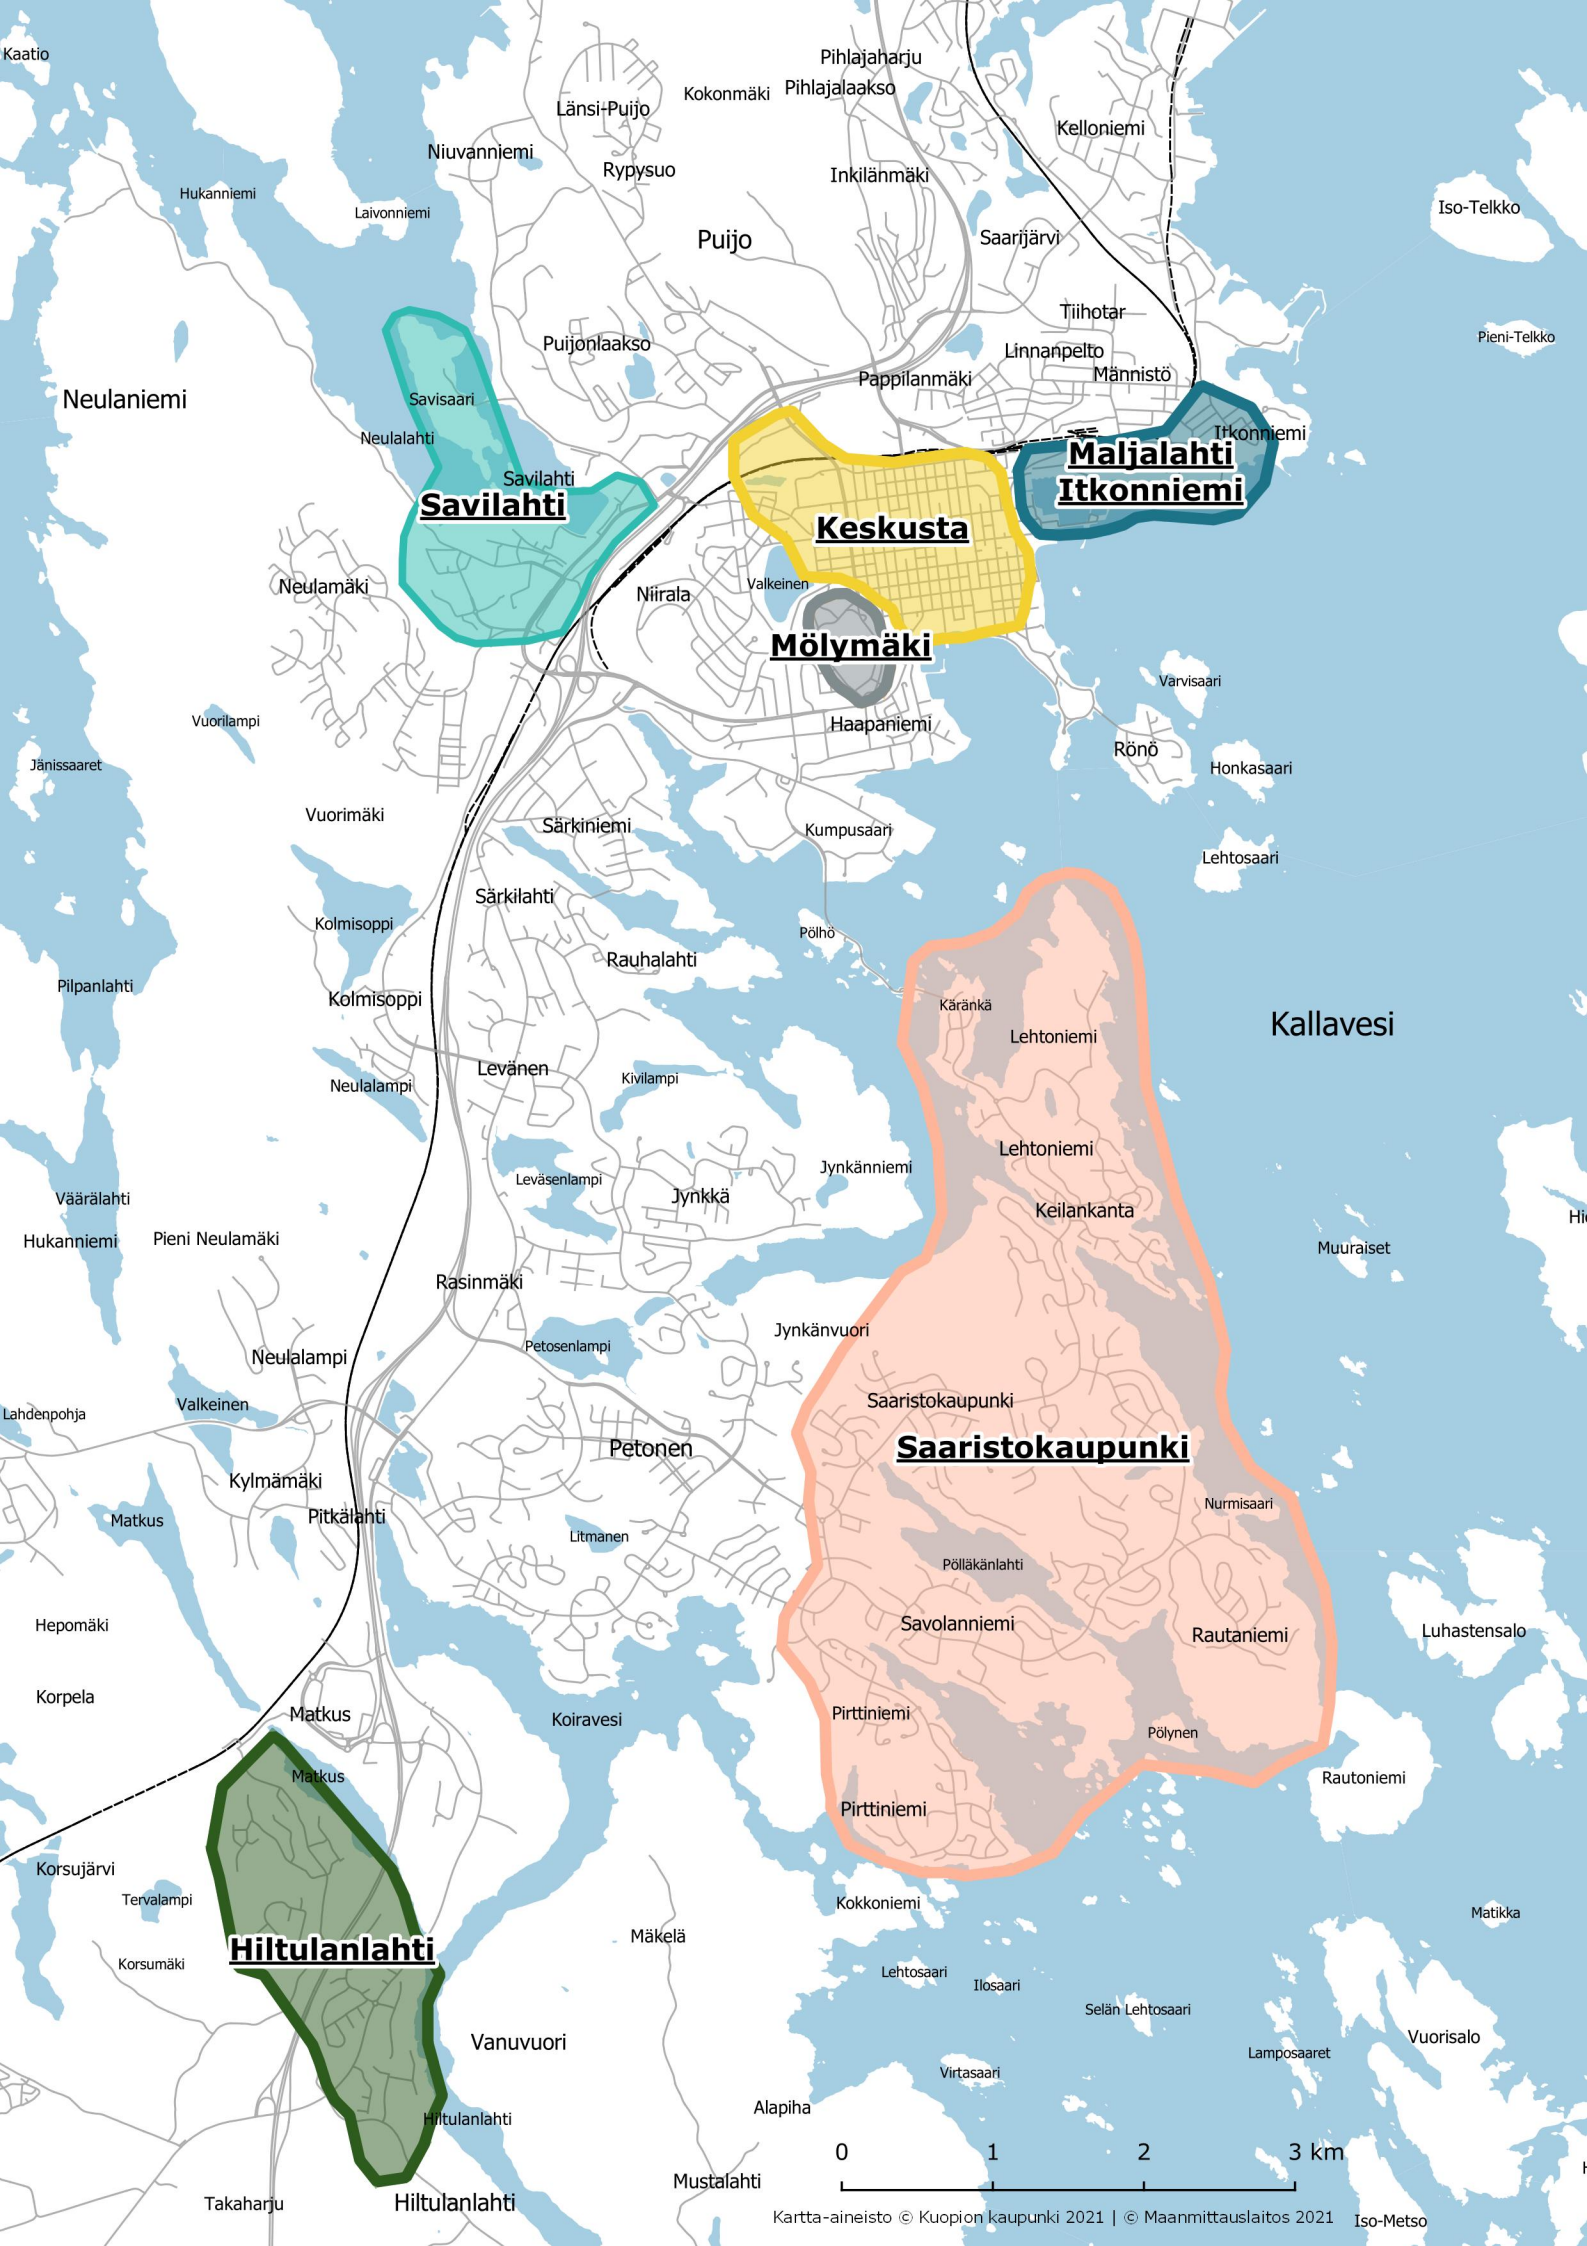 Kaatio
Pihlajaharju
Pihlajalaakso
Kokonmäki
Länsi-Puijo
Kelloniemi
Niuvanniemi
Rypysuo
Inkilänmäki
Hukanniemi
Laivonniemi
Iso-Telkko
Puijo
Saarijärvi
Tiihotar
Pieni-Telkko
Puijonlaakso
Linnanpelto
Männistö
Pappilanmäki
Neulaniemi
Savisaari
Neulalahti
Itkonniemi
Maljalahti
Itkonniemi
Savilahti
Savilahti
Keskusta
Neulamäki
Niirala
Valkeinen
Mölymäki
Varvisaari
Vuorilampi
Haapaniemi
Rönö
Jänissaaret
Honkasaari
Vuorimäki
Särkiniemi
Kumpusaari
Lehtosaari
Särkilahti
Kolmisoppi
Pölhö
Rauhalahti
Pilpanlahti
Kolmisoppi
Käränkä
Kallavesi
Lehtoniemi
Levänen
Kivilampi
Neulalampi
Lehtoniemi
Jynkänniemi
Leväsenlampi
Jynkkä
Väärälahti
Keilankanta
Hi
Hukanniemi
Pieni Neulamäki
Muuraiset
Rasinmäki
Jynkänvuori
Petosenlampi
Neulalampi
Saaristokaupunki
Valkeinen
Lahdenpohja
Petonen
Saaristokaupunki
Kylmämäki
Nurmisaari
Pitkälahti
Matkus
Litmanen
Pölläkänlahti
Hepomäki
Savolanniemi
Rautaniemi
Luhastensalo
Korpela
Matkus
Koiravesi
Pirttiniemi
Pölynen
Matkus
Rautoniemi
Pirttiniemi
Korsujärvi
Tervalampi
Kokkoniemi
Matikka
Mäkelä
Hiltulanlahti
Korsumäki
Lehtosaari
Ilosaari
Selän Lehtosaari
Vanuvuori
Vuorisalo
Lamposaaret
Virtasaari
Alapiha
Hiltulanlahti
0 1 2 3 km
Mustalahti
Takaharju
Hiltulanlahti
Kartta-aineisto © Kuopion kaupunki 2021 | © Maanmittauslaitos 2021
Iso-Metso